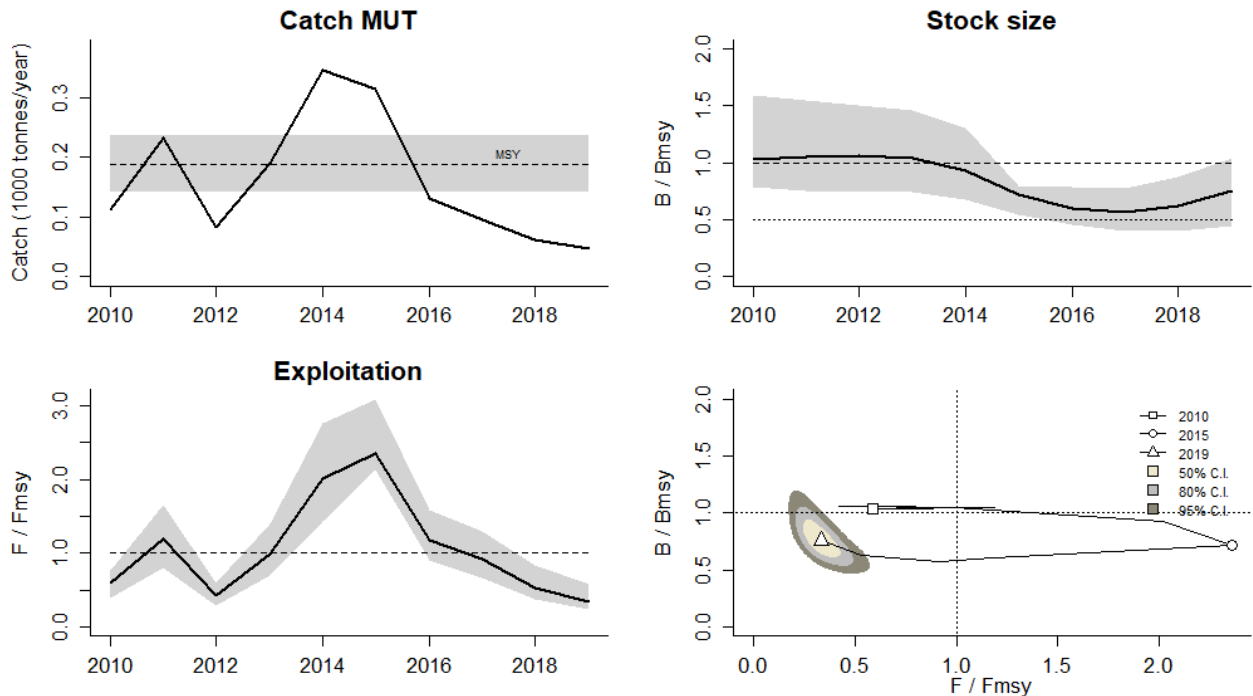 Catch MUT
Catch (1000 tonnes/year)
0.0 0.1 0.2 0.3
MSY
2010 2012 2014 2016 2018
Stock size
B / Bmsy
0.0 0.5 1.0 1.5 2.0
2010 2012 2014 2016 2018
Exploitation
F / Fmsy
0.0 1.0 2.0 3.0
2010 2012 2014 2016 2018
B / Bmsy
0.0 0.5 1.0 1.5 2.0
2010
2015
2019
50% C.I.
80% C.I.
95% C.I.
0.0 0.5 1.0 1.5 2.0
F / Fmsy